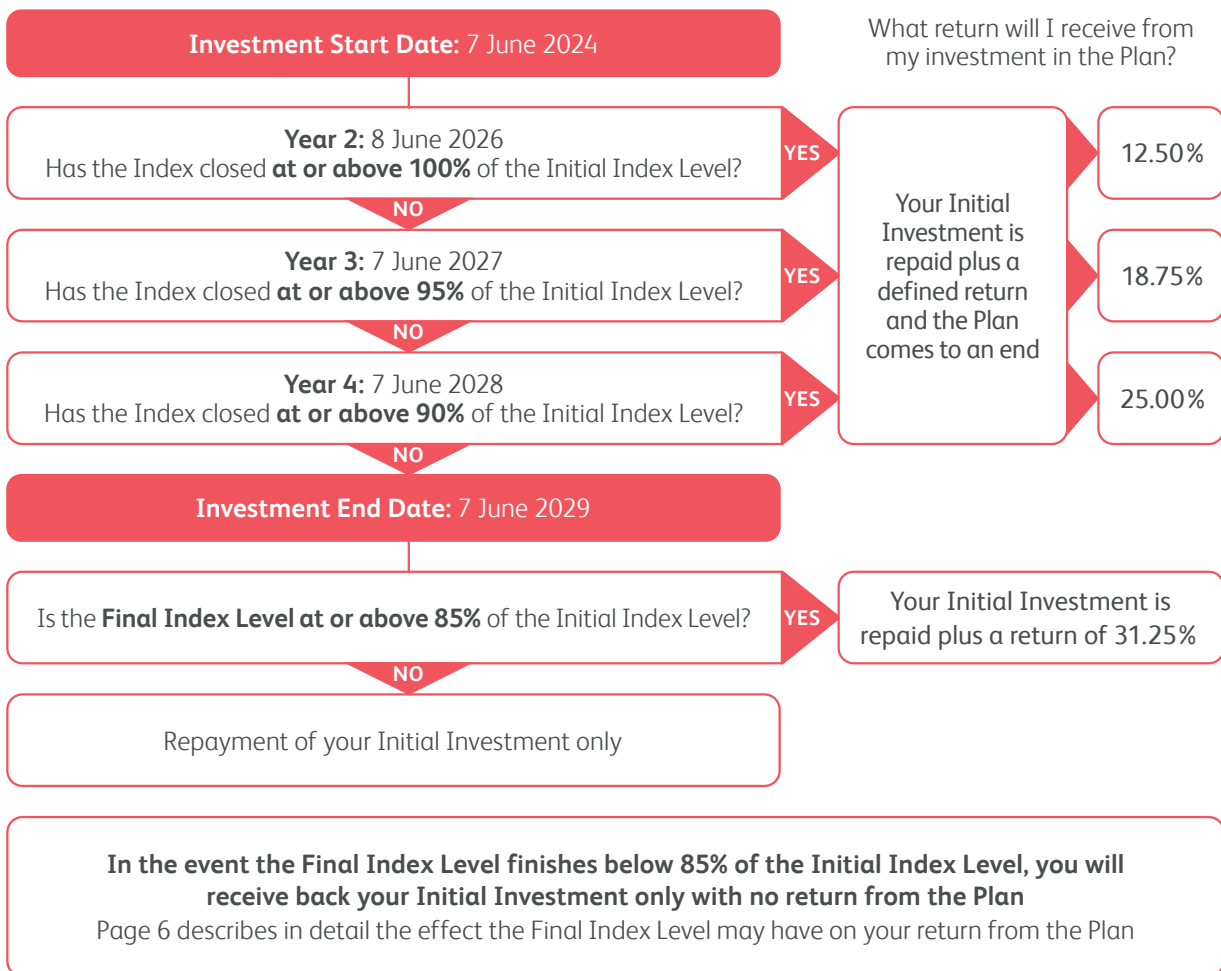 Investment Start Date: 7 June 2024
What return will I receive from
my investment in the Plan?
Year 2: 8 June 2026
Has the Index closed at or above 100% of the Initial Index Level?
YES
NO
12.50%
Year 3: 7 June 2027
Has the Index closed at or above 95% of the Initial Index Level?
YES
NO
Your Initial
Investment is
repaid plus a
defined return
and the Plan
comes to an end
18.75%
Year 4: 7 June 2028
Has the Index closed at or above 90% of the Initial Index Level?
YES
NO
25.00%
Investment End Date: 7 June 2029
Is the Final Index Level at or above 85% of the Initial Index Level?
YES
Your Initial Investment is
repaid plus a return of 31.25%
NO
Repayment of your Initial Investment only
In the event the Final Index Level finishes below 85% of the Initial Index Level, you will
receive back your Initial Investment only with no return from the Plan
Page 6 describes in detail the effect the Final Index Level may have on your return from the Plan